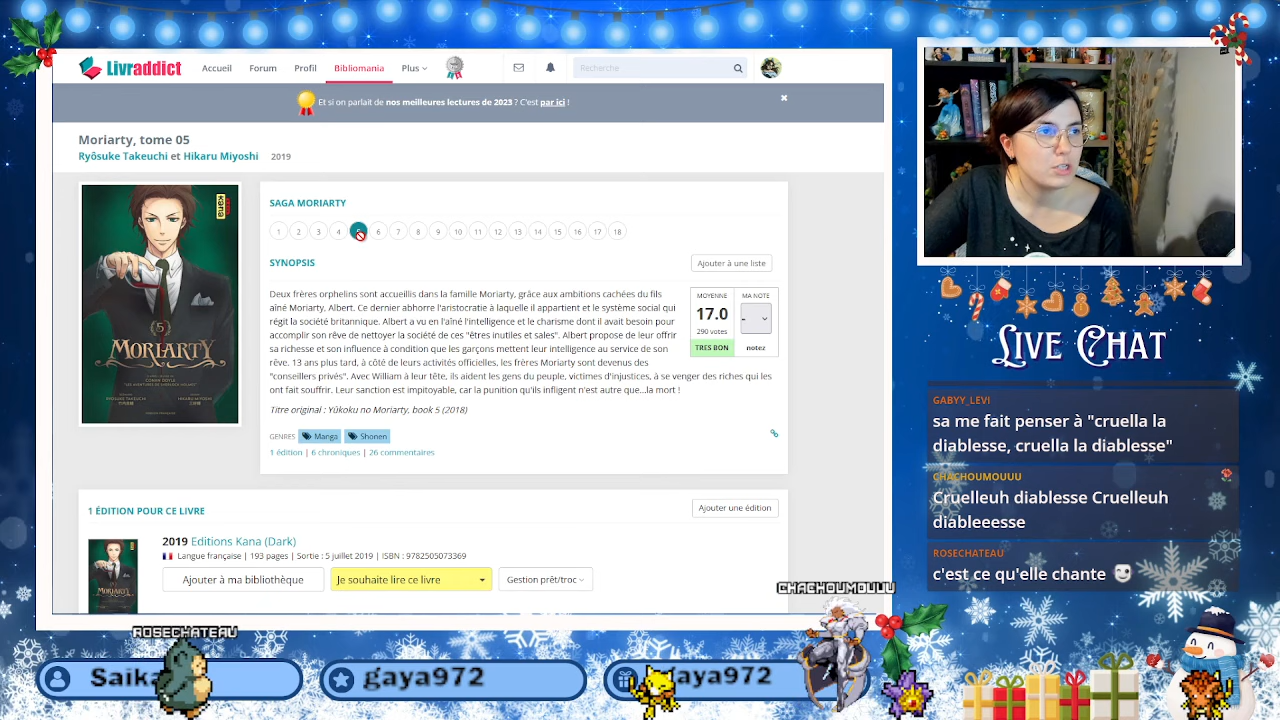 Livraddict
Accueil
Forum
Profil
Bibliomania
Plus
Recherche
Et si on parlait de nos meilleures lectures de 2023 ? C'est par ici !
Moriarty, tome 05
Ryôsuke Takeuchi et Hikaru Miyoshi 2019
Kana
5
MORIARTY
SAGA MORIARTY
1 2 3 4 5 6 7 8 9 10 11 12 13 14 15 16 17 18
SYNOPSIS
Ajouter à une liste
Deux frères orphelins sont accueillis dans la famille Moriarty, grâce aux ambitions cachées du fils
aîné Moriarty, Albert. Ce dernier abhorre l'aristocratie à laquelle il appartient et le système social qui
régit la société britannique. Albert a vu en l'aîné l'intelligence et le charisme dont il avait besoin pour
accomplir son rêve de nettoyer la société de ces "êtres inutiles et sales". Albert propose de leur offrir
sa richesse et son influence à condition que les garçons mettent leur intelligence au service de son
rêve. 13 ans plus tard, à côté de leurs activités officielles, les frères Moriarty sont devenus des
"conseillers privés". Avec William à leur tête, ils aident les gens du peuple, victimes d'injustices, à se venger des riches qui les
ont fait souffrir. Leur sanction est impitoyable, car la punition qu'ils infligent n'est autre que...la mort !
MOYENNE
17.0
290 votes
TRES BON
MA NOTE
-
notez
Titre original : Yûkoku no Moriarty, book 5 (2018)
GENRES Manga Shonen
1 édition | 6 chroniques | 26 commentaires
1 ÉDITION POUR CE LIVRE
Ajouter une édition
MORIARTY
2019 Editions Kana (Dark)
Langue française | 193 pages | Sortie : 5 juillet 2019 | ISBN : 9782505073369
Ajouter à ma bibliothèque
Je souhaite lire ce livre
Gestion prêt/troc
LIVE CHAT
GABYY_LEVI
sa me fait penser à "cruella la
diablesse, cruella la diablesse"
CHACHOUMOUUU
Cruelleuh diablesse Cruelleuh
diableeesse
ROSECHATEAU
c'est ce qu'elle chante
CHACHOUMOUUU
ROSECHATEAU
Saika
gaya972
gaya972